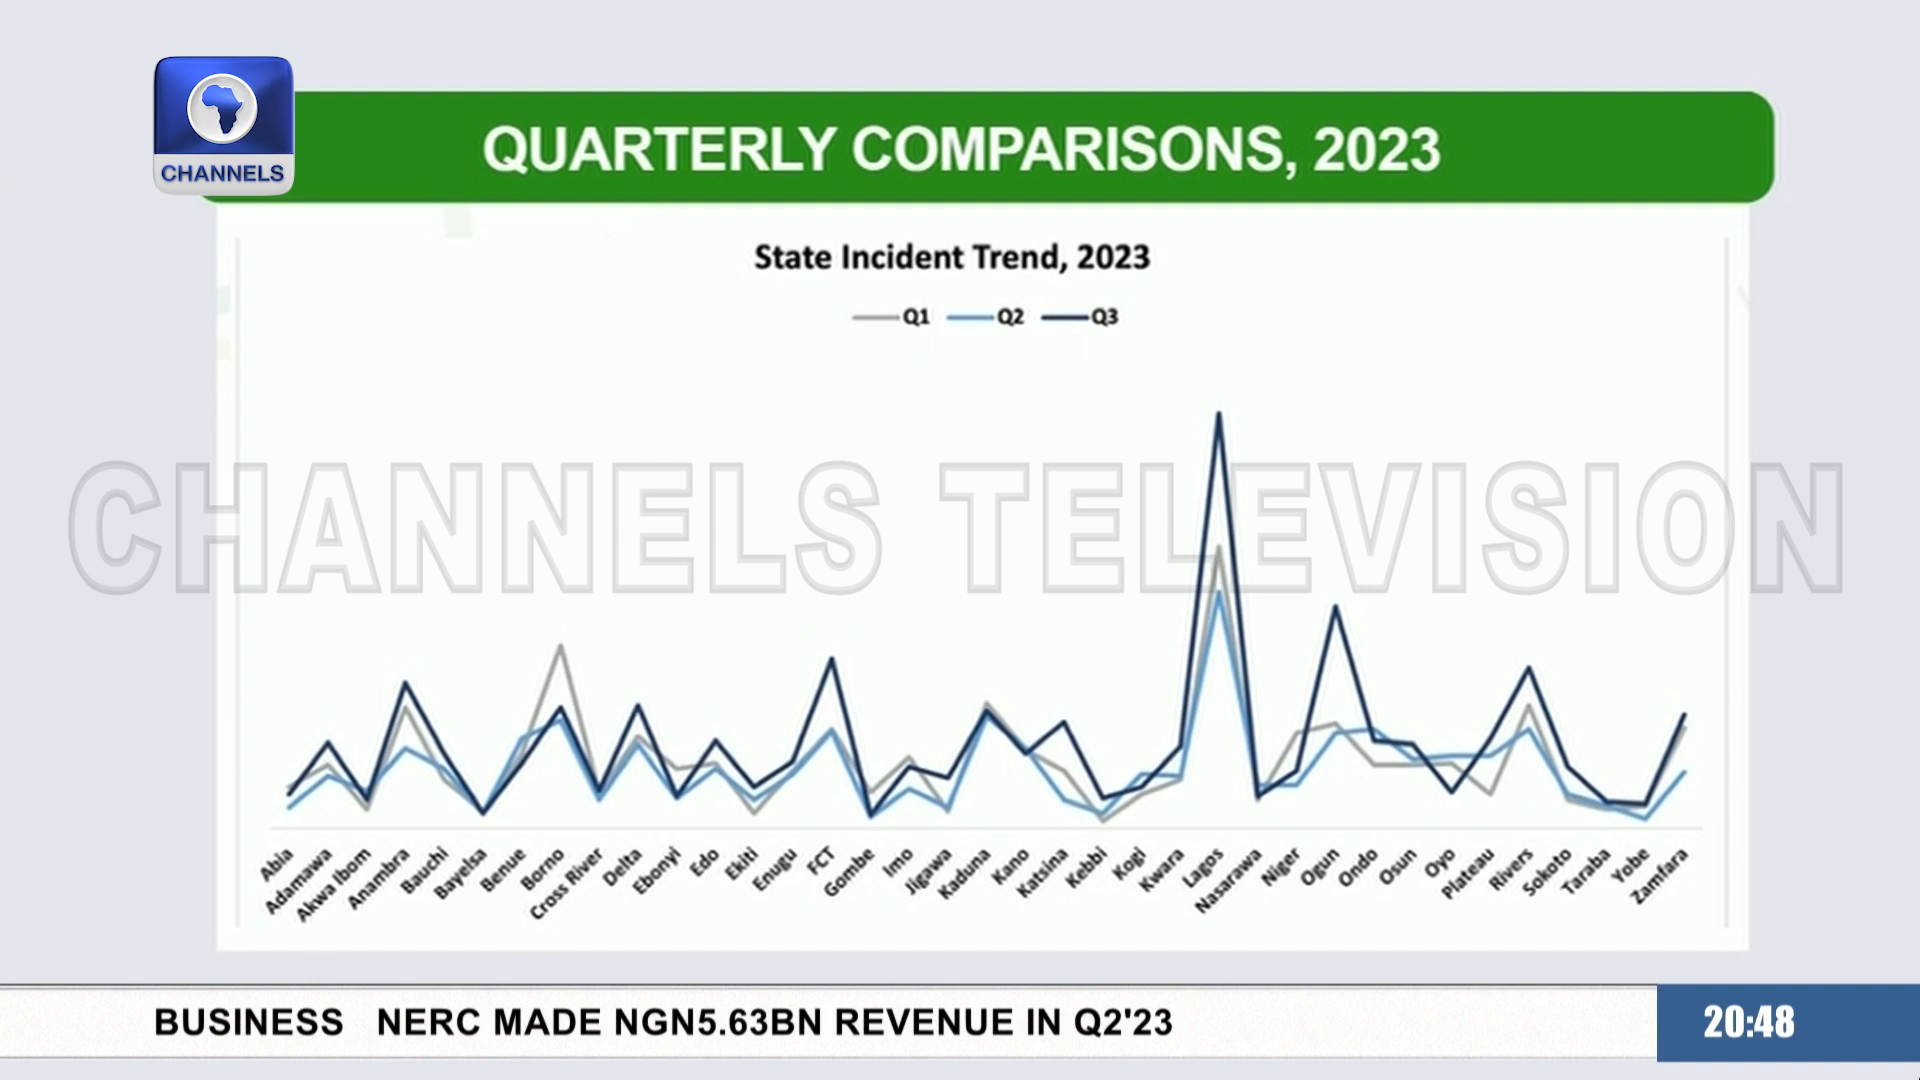 CHANNELS
QUARTERLY COMPARISONS, 2023
State Incident Trend, 2023
Q1 Q2 Q3
CHANNELS TELEVISION
Abia
Adamawa
Akwa Ibom
Anambra
Bauchi
Bayelsa
Benue
Borno
Cross River
Delta
Ebonyi
Edo
Ekiti
Enugu
FCT
Gombe
Imo
Jigawa
Kaduna
Kano
Katsina
Kebbi
Kogi
Kwara
Lagos
Nasarawa
Niger
Ogun
Ondo
Osun
Oyo
Plateau
Rivers
Sokoto
Taraba
Yobe
Zamfara
BUSINESS NERC MADE NGN5.63BN REVENUE IN Q2'23
20:48